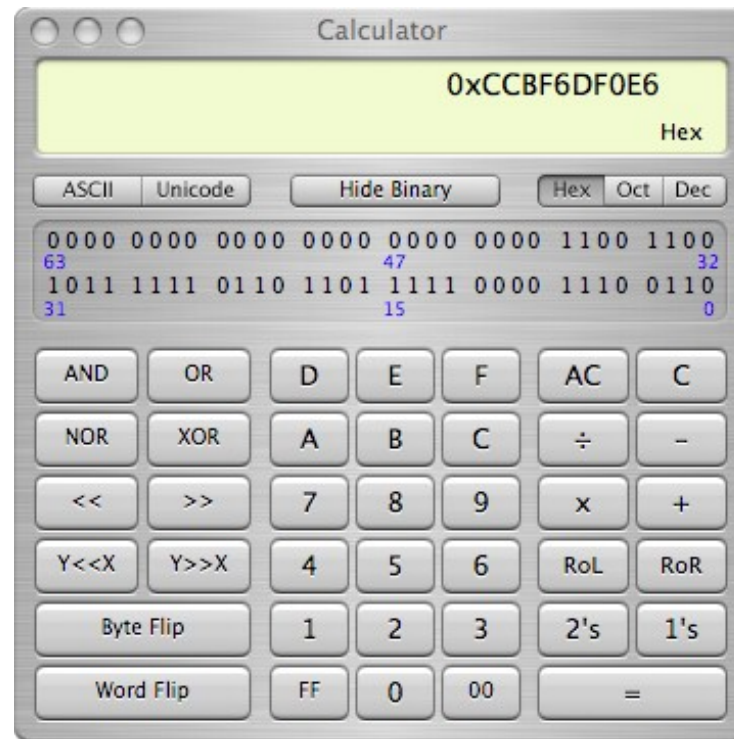 Calculator
0xCCBF6DF0E6
Hex
ASCII Unicode Hide Binary Hex Oct Dec
0000 0000 0000 0000 0000 0000 1100 1100
63 47 32
1011 1111 0110 1101 1111 0000 1110 0110
31 15 0
AND OR D E F AC C
NOR XOR A B C ÷ −
<< >> 7 8 9 x +
Y<<X Y>>X 4 5 6 RoL RoR
Byte Flip 1 2 3 2's 1's
Word Flip FF 0 00 =